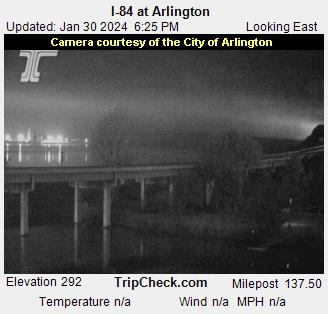 I-84 at Arlington
Updated: Jan 30 2024 6:25 PM Looking East
Camera courtesy of the City of Arlington
Elevation 292 TripCheck.com Milepost 137.50
Temperature n/a Wind n/a MPH n/a